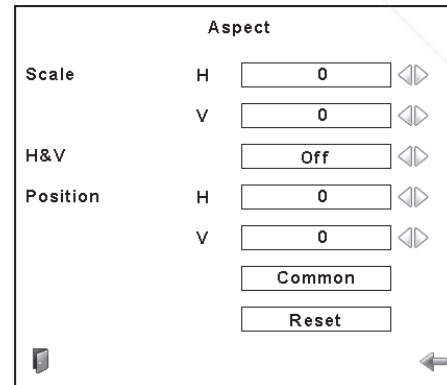 Aspect
Scale H 0
V 0
H&V Off
Position H 0
V 0
Common
Reset